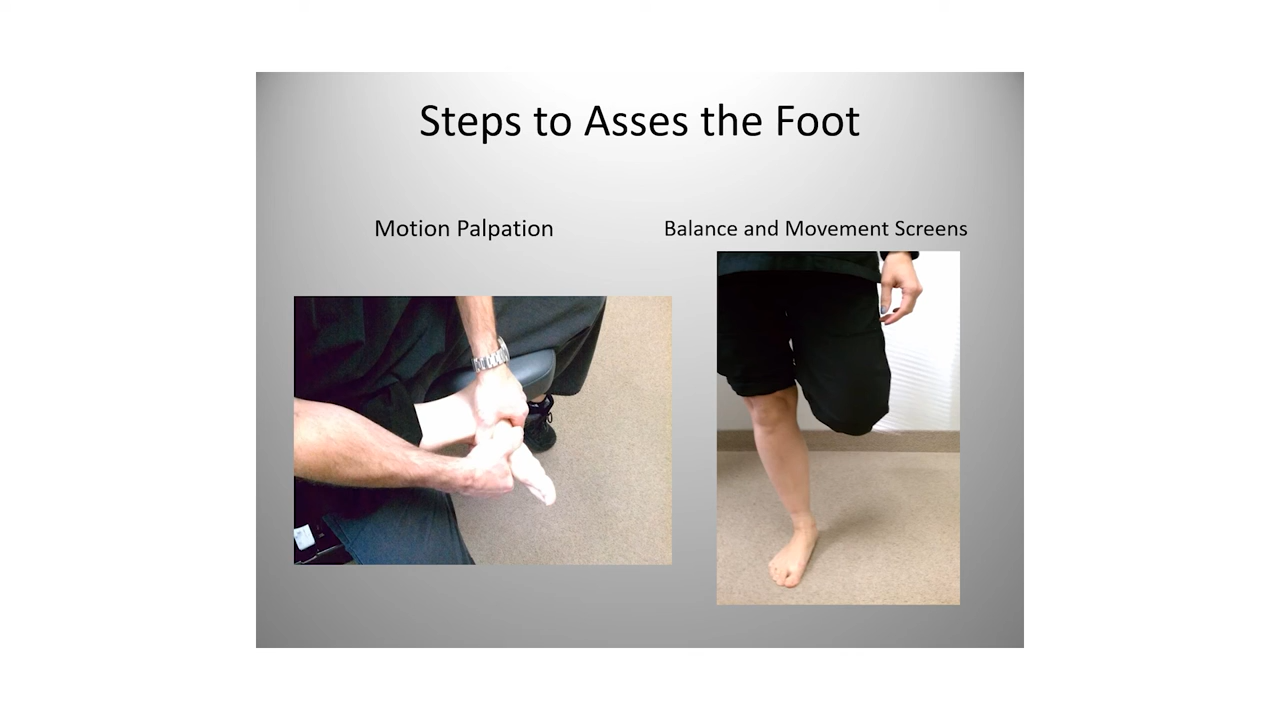 Steps to Asses the Foot
Motion Palpation
Balance and Movement Screens